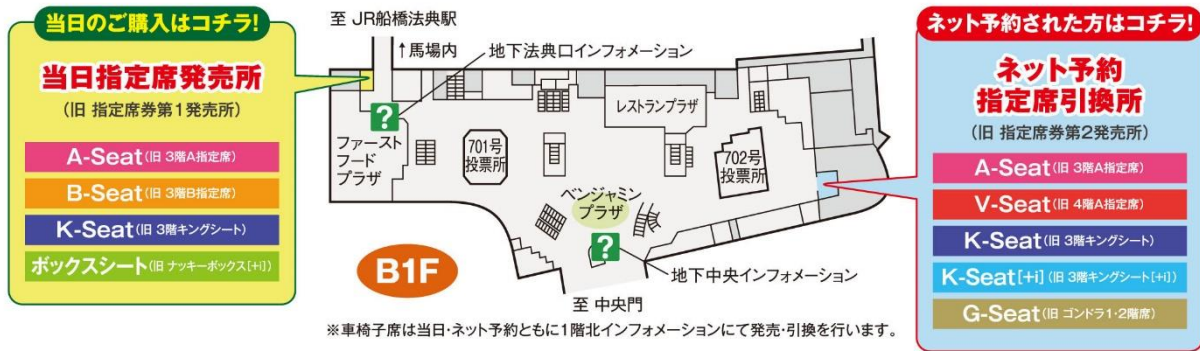 当日のご購入はコチラ!
当日指定席発売所
(旧 指定席券第1発売所)
A-Seat(旧 3階A指定席)
B-Seat(旧 3階B指定席)
K-Seat(旧 3階キングシート)
ボックスシート(旧 ナッキーボックス[+i])
至 JR船橋法典駅
↑馬場内
地下法典口インフォメーション
?
ファースト
フード
プラザ
701号
投票所
レストランプラザ
702号
投票所
ベンジャミン
プラザ
?
B1F
地下中央インフォメーション
至 中央門
※車椅子席は当日・ネット予約ともに1階北インフォメーションにて発売・引換を行います。
ネット予約された方はコチラ!
ネット予約
指定席引換所
(旧 指定席券第2発売所)
A-Seat(旧 3階A指定席)
V-Seat(旧 4階A指定席)
K-Seat(旧 3階キングシート)
K-Seat[+i](旧 3階キングシート[+i])
G-Seat(旧 ゴンドラ1・2階席)